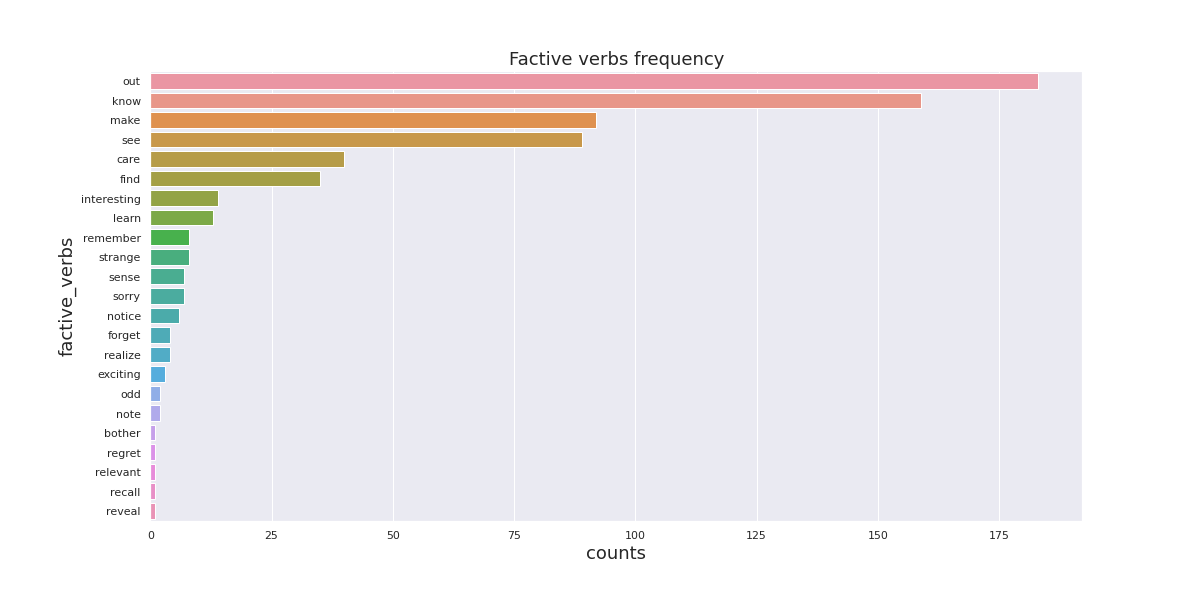 Factive verbs frequency
out
know
make
see
care
find
interesting
learn
remember
strange
sense
sorry
notice
forget
realize
exciting
odd
note
bother
regret
relevant
recall
reveal
factive_verbs
0 25 50 75 100 125 150 175
counts